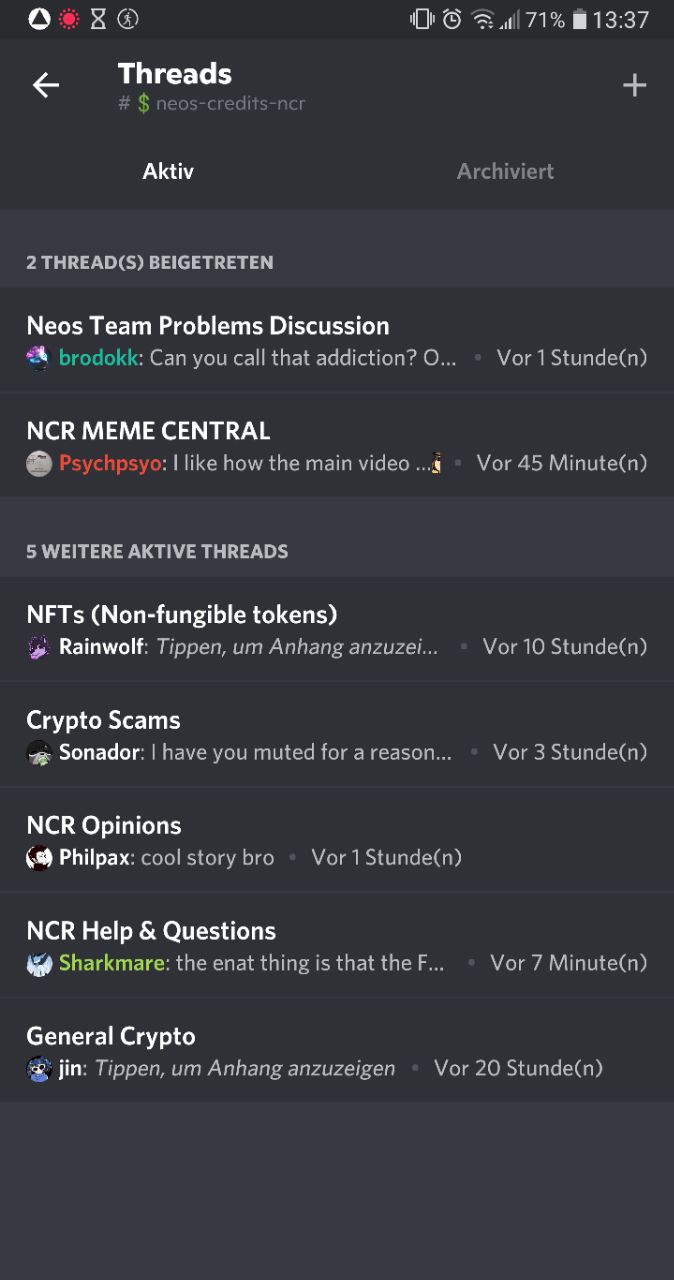 71% 13:37
Threads
# $ neos-credits-ncr
Aktiv Archiviert
2 THREAD(S) BEIGETRETEN
Neos Team Problems Discussion
brodokk: Can you call that addiction? O... • Vor 1 Stunde(n)
NCR MEME CENTRAL
Psychpsyo: I like how the main video ... • Vor 45 Minute(n)
5 WEITERE AKTIVE THREADS
NFTs (Non-fungible tokens)
Rainwolf: Tippen, um Anhang anzuzei... • Vor 10 Stunde(n)
Crypto Scams
Sonador: I have you muted for a reason... • Vor 3 Stunde(n)
NCR Opinions
Philpax: cool story bro • Vor 1 Stunde(n)
NCR Help & Questions
Sharkmare: the enat thing is that the F... • Vor 7 Minute(n)
General Crypto
jin: Tippen, um Anhang anzuzeigen • Vor 20 Stunde(n)